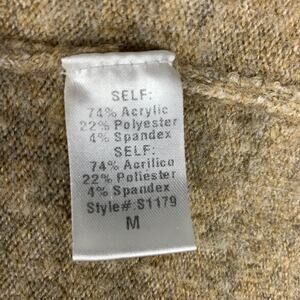 SELF:
74% Acrylic
22% Polyester
4% Spandex
SELF:
74% Acrilico
22% Poliester
4% Spandex
Style#:S1179
M